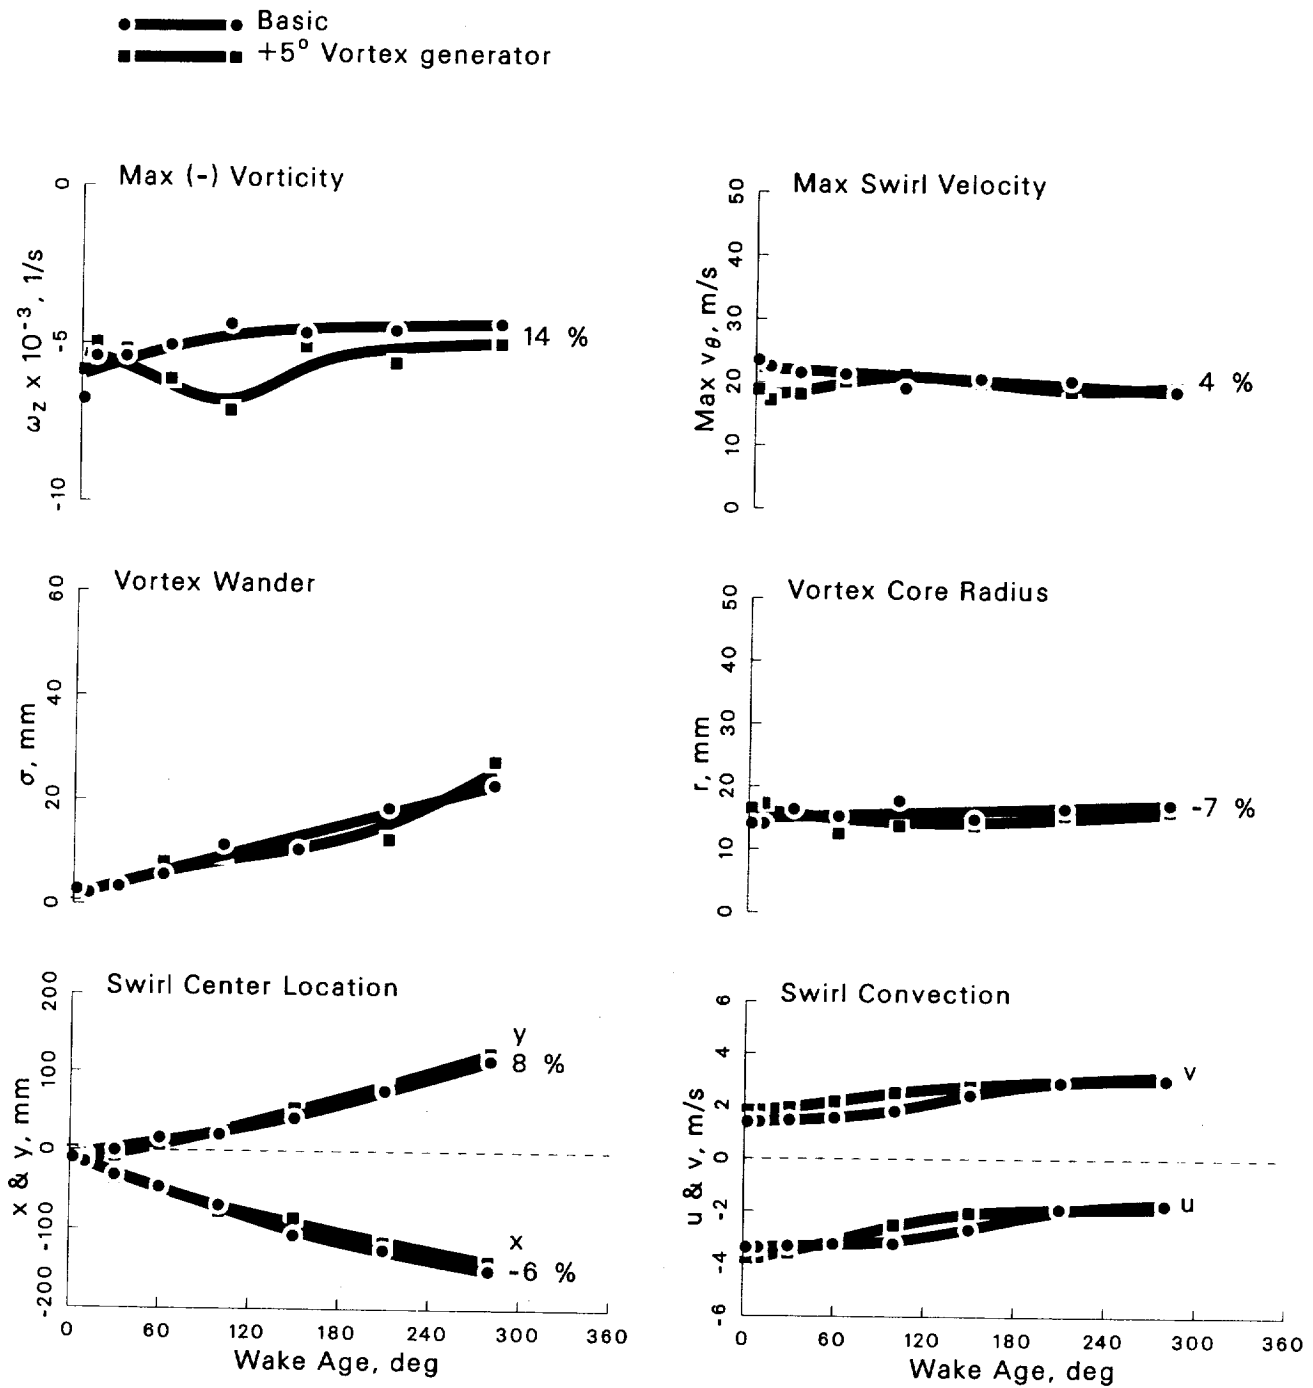 Basic
+5° Vortex generator
Max (-) Vorticity
0
-5
-10
ω_z x 10⁻³, 1/s
14 %
Max Swirl Velocity
50
40
30
20
10
0
Max v_θ, m/s
4 %
Vortex Wander
60
40
20
0
σ, mm
Vortex Core Radius
50
40
30
20
10
0
r, mm
-7 %
Swirl Center Location
200
100
0
-100
-200
x & y, mm
y
8 %
x
-6 %
0 60 120 180 240 300 360
Wake Age, deg
Swirl Convection
6
4
2
0
-2
-4
-6
u & v, m/s
v
u
0 60 120 180 240 300 360
Wake Age, deg